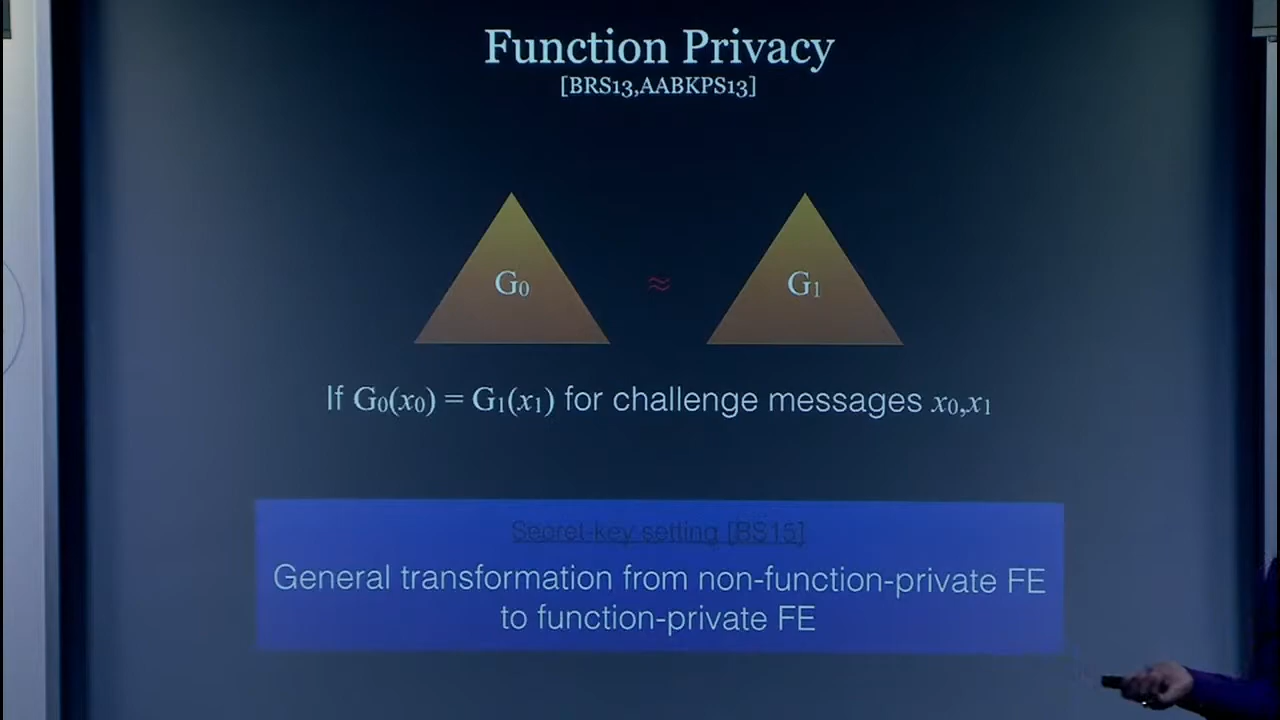 Function Privacy
[BRS13,AABKPS13]
G₀ ≈ G₁
If G₀(x₀) = G₁(x₁) for challenge messages x₀,x₁
Secret-key setting [BS15]
General transformation from non-function-private FE
to function-private FE